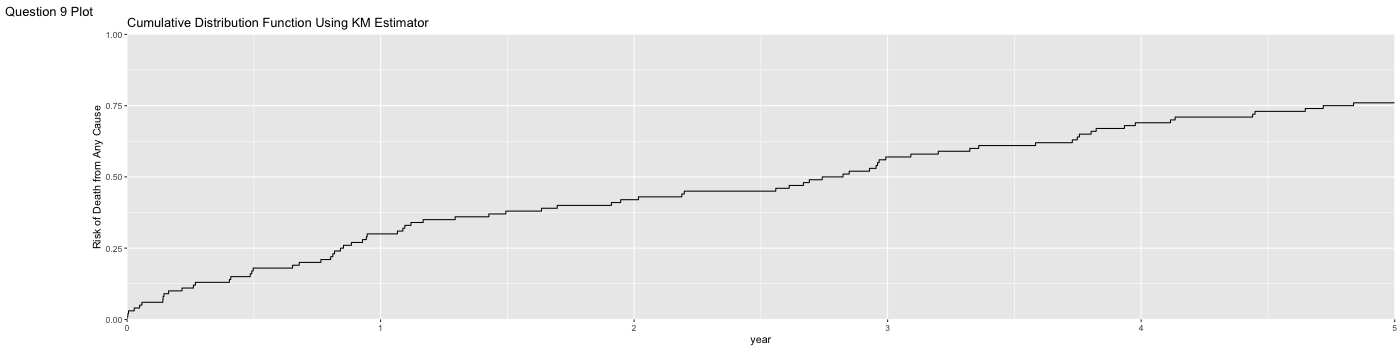 Question 9 Plot
Cumulative Distribution Function Using KM Estimator
Risk of Death from Any Cause
1.00
0.75
0.50
0.25
0.00
0 1 2 3 4 5
year